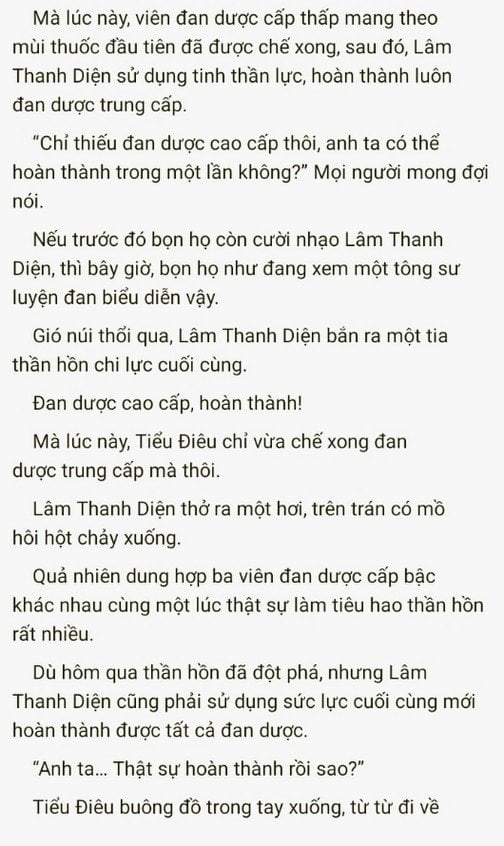 Mà lúc này, viên đan dược cấp thấp mang theo
mùi thuốc đầu tiên đã được chế xong, sau đó, Lâm
Thanh Diện sử dụng tinh thần lực, hoàn thành luôn
đan dược trung cấp.
“Chỉ thiếu đan dược cao cấp thôi, anh ta có thể
hoàn thành trong một lần không?” Mọi người mong đợi
nói.
Nếu trước đó bọn họ còn cười nhạo Lâm Thanh
Diện, thì bây giờ, bọn họ như đang xem một tông sư
luyện đan biểu diễn vậy.
Gió núi thổi qua, Lâm Thanh Diện bắn ra một tia
thần hồn chi lực cuối cùng.
Đan dược cao cấp, hoàn thành!
Mà lúc này, Tiểu Điêu chỉ vừa chế xong đan
dược trung cấp mà thôi.
Lâm Thanh Diện thở ra một hơi, trên trán có mồ
hôi hột chảy xuống.
Quả nhiên dung hợp ba viên đan dược cấp bậc
khác nhau cùng một lúc thật sự làm tiêu hao thần hồn
rất nhiều.
Dù hôm qua thần hồn đã đột phá, nhưng Lâm
Thanh Diện cũng phải sử dụng sức lực cuối cùng mới
hoàn thành được tất cả đan dược.
“Anh ta... Thật sự hoàn thành rồi sao?”
Tiểu Điêu buông đồ trong tay xuống, từ từ đi về